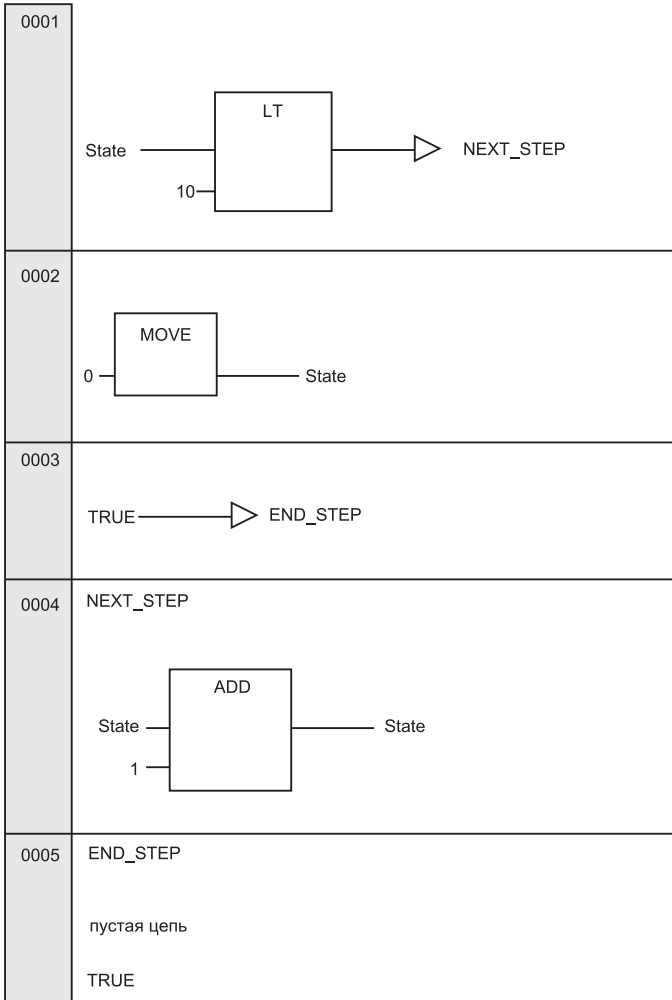 0001
LT
State
NEXT_STEP
10
0002
MOVE
0
State
0003
TRUE
END_STEP
0004
NEXT_STEP
ADD
State
State
1
0005
END_STEP
пустая цепь
TRUE